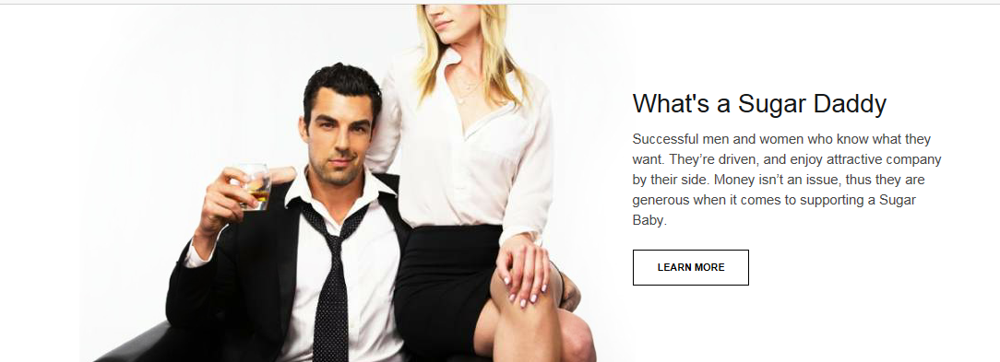 What's a Sugar Daddy
Successful men and women who know what they
want. They’re driven, and enjoy attractive company
by their side. Money isn’t an issue, thus they are
generous when it comes to supporting a Sugar
Baby.
LEARN MORE